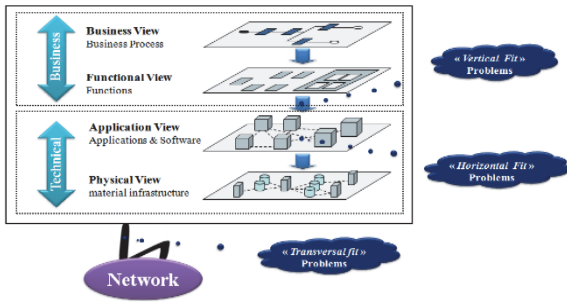 Business
Business View
Business Process
Functional View
Functions
« Vertical Fit »
Problems
Technical
Application View
Applications & Software
Physical View
material infrastructure
« Horizontal Fit »
Problems
« Transversal fit »
Problems
Network